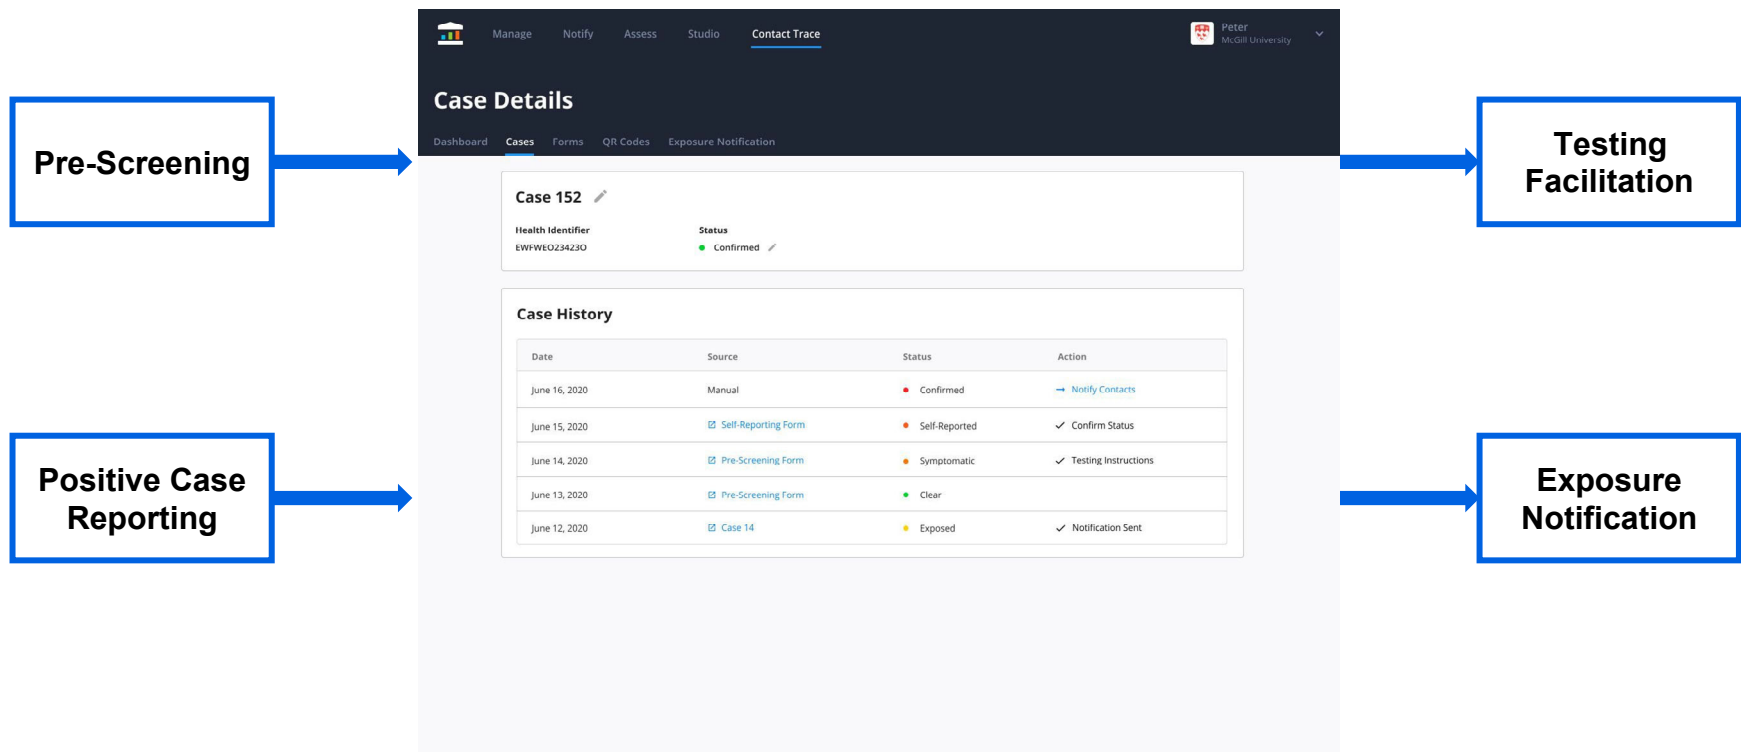 Manage Notify Assess Studio Contact Trace
Peter
McGill University
Case Details
Dashboard Cases Forms QR Codes Exposure Notification
Pre-Screening
Testing
Facilitation
Case 152
Health Identifier Status
EWFWEO23423O Confirmed
Case History
Date Source Status Action
June 16, 2020 Manual Confirmed Notify Contacts
June 15, 2020 Self-Reporting Form Self-Reported Confirm Status
June 14, 2020 Pre-Screening Form Symptomatic Testing Instructions
June 13, 2020 Pre-Screening Form Clear
June 12, 2020 Case 14 Exposed Notification Sent
Positive Case
Reporting
Exposure
Notification